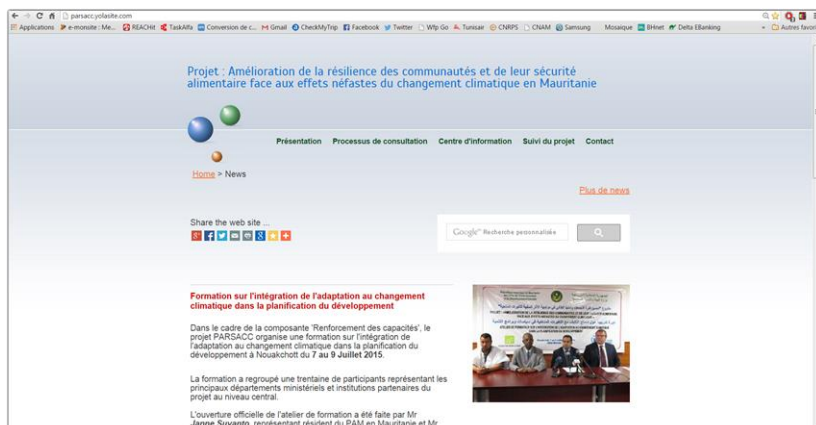 parsacc.yolasite.com
Applications e-monsite : Me... REACHit TaskAlfa Conversion de c... Gmail CheckMyTrip Facebook Twitter Wfp Go Tunisair CNRPS CNAM Samsung Mosaique BHnet Delta EBanking Autres favori
Projet : Amélioration de la résilience des communautés et de leur sécurité
alimentaire face aux effets néfastes du changement climatique en Mauritanie
Présentation Processus de consultation Centre d'information Suivi du projet Contact
Home > News
Plus de news
Share the web site ...
Google™ Recherche personnalisée
Formation sur l'intégration de l'adaptation au changement
climatique dans la planification du développement
Dans le cadre de la composante 'Renforcement des capacités', le
projet PARSACC organise une formation sur l'intégration de
l'adaptation au changement climatique dans la planification du
développement à Nouakchott du 7 au 9 Juillet 2015.
La formation a regroupé une trentaine de participants représentant les
principaux départements ministériels et institutions partenaires du
projet au niveau central.
L'ouverture officielle de l'atelier de formation a été faite par Mr
Janne Suvanto, représentant résident du PAM en Mauritanie et Mr